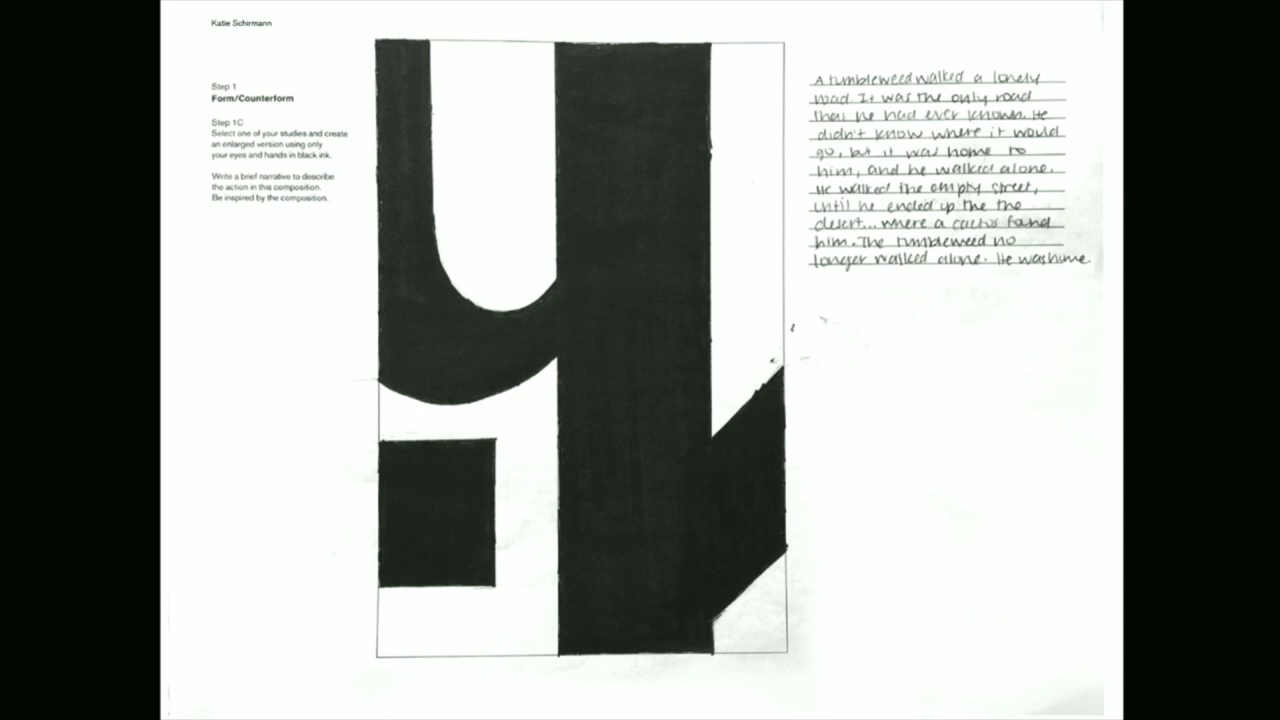 Katie Schirmann
Step 1
Form/Counterform
Step 1C
Select one of your studies and create
an enlarged version using only
your eyes and hands in black ink.
Write a brief narrative to describe
the action in this composition.
Be inspired by the composition.
A tumbleweed walked a lonely
road. It was the only road
that he had ever known. He
didn't know where it would
go, but it was home to
him, and he walked alone.
He walked the empty street,
until he ended up the the
desert... where a cactus found
him. The tumbleweed no
longer walked alone. He was home.